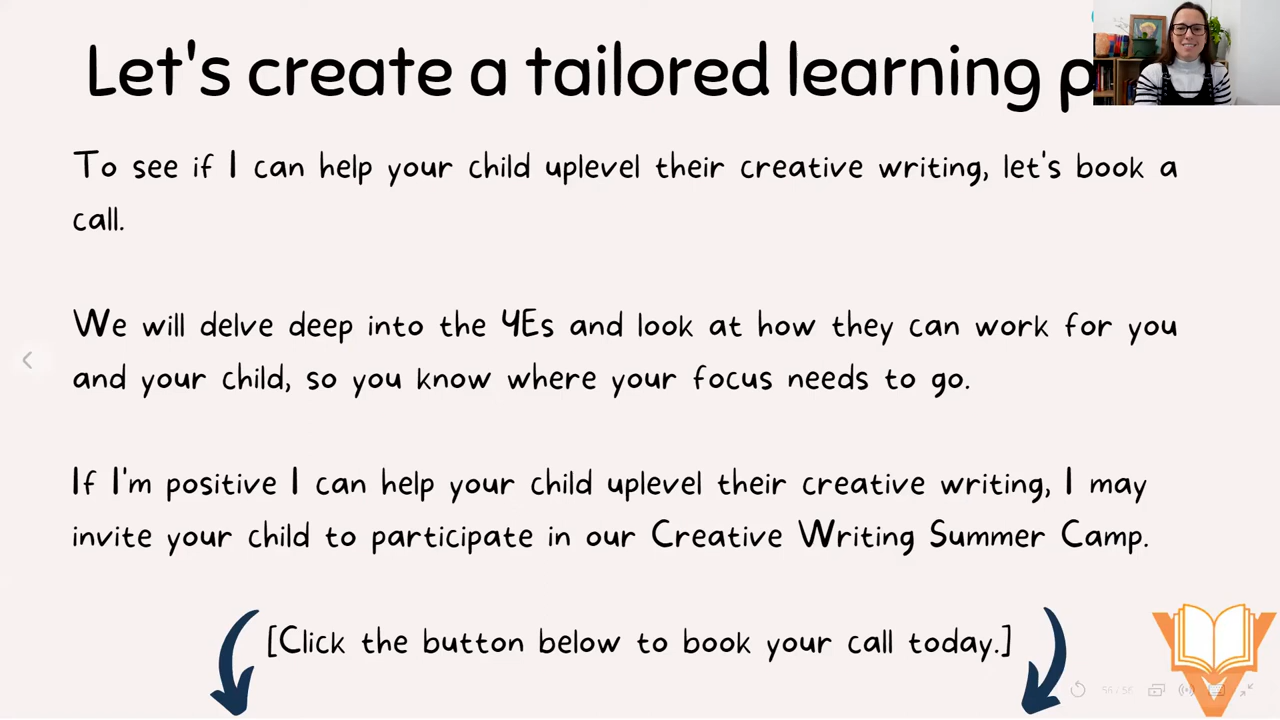 Let's create a tailored learning p
To see if I can help your child uplevel their creative writing, let's book a
call.
We will delve deep into the 4Es and look at how they can work for you
and your child, so you know where your focus needs to go.
If I'm positive I can help your child uplevel their creative writing, I may
invite your child to participate in our Creative Writing Summer Camp.
[Click the button below to book your call today.]
56:56